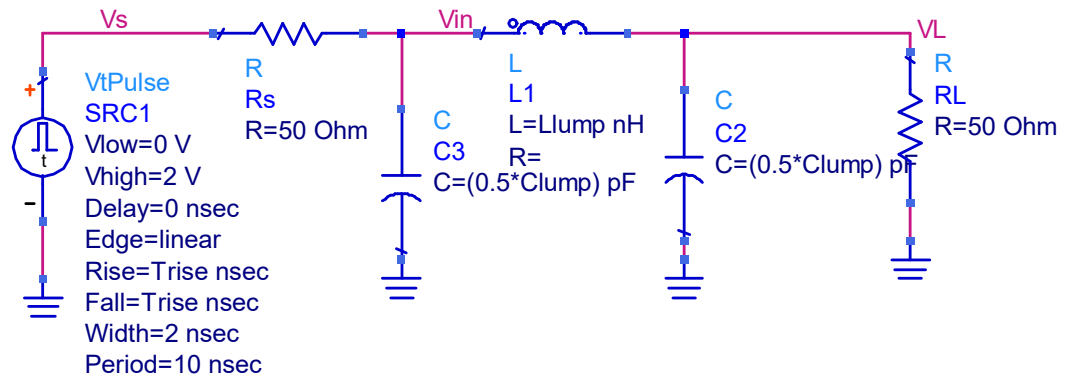 Vs
Vin
VL
+
VtPulse
SRC1
Vlow=0 V
Vhigh=2 V
Delay=0 nsec
Edge=linear
Rise=Trise nsec
Fall=Trise nsec
Width=2 nsec
Period=10 nsec
t
−
R
Rs
R=50 Ohm
C
C3
C=(0.5*Clump) pF
L
L1
L=Llump nH
R=
C
C2
C=(0.5*Clump) pF
R
RL
R=50 Ohm